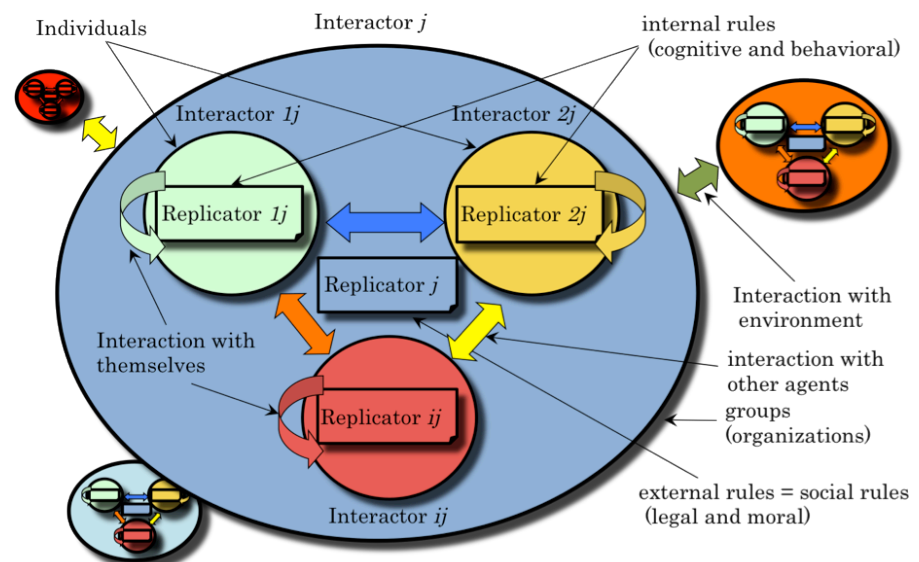 Interactor j
Individuals
internal rules
(cognitive and behavioral)
Interactor 1j
Interactor 2j
Replicator 1j
Replicator 2j
Replicator j
Interaction with
environment
Interaction with
themselves
interaction with
other agents
groups
(organizations)
Replicator ij
external rules = social rules
(legal and moral)
Interactor ij